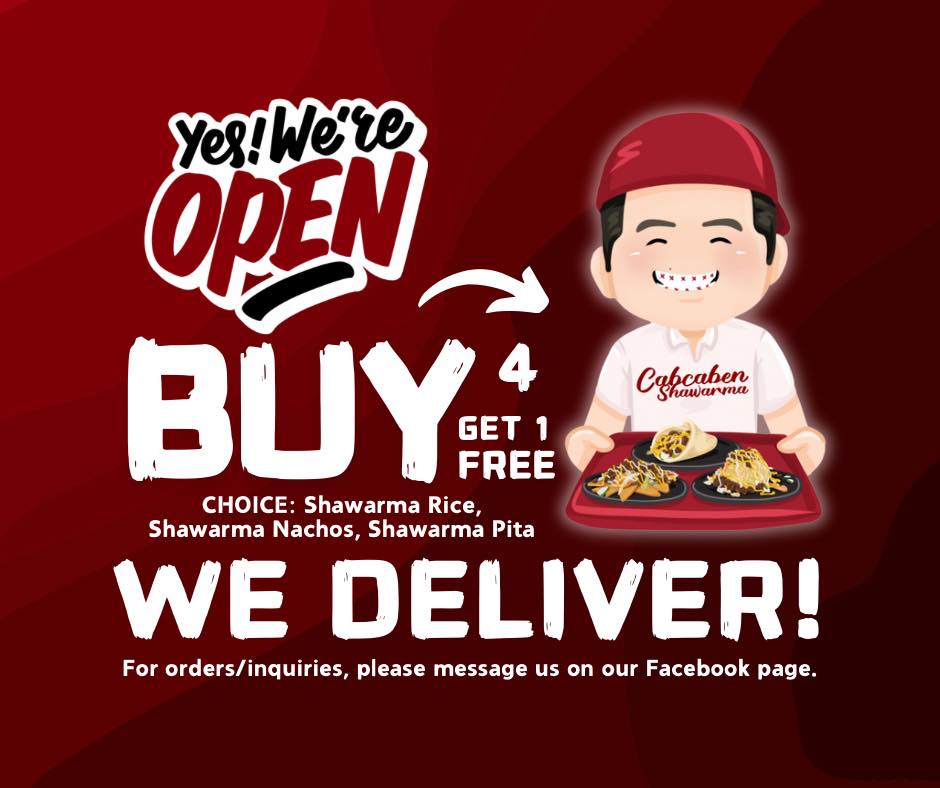 Yes! We're
OPEN
BUY 4
GET 1
FREE
CHOICE: Shawarma Rice,
Shawarma Nachos, Shawarma Pita
Cabcaben
Shawarma
WE DELIVER!
For orders/inquiries, please message us on our Facebook page.